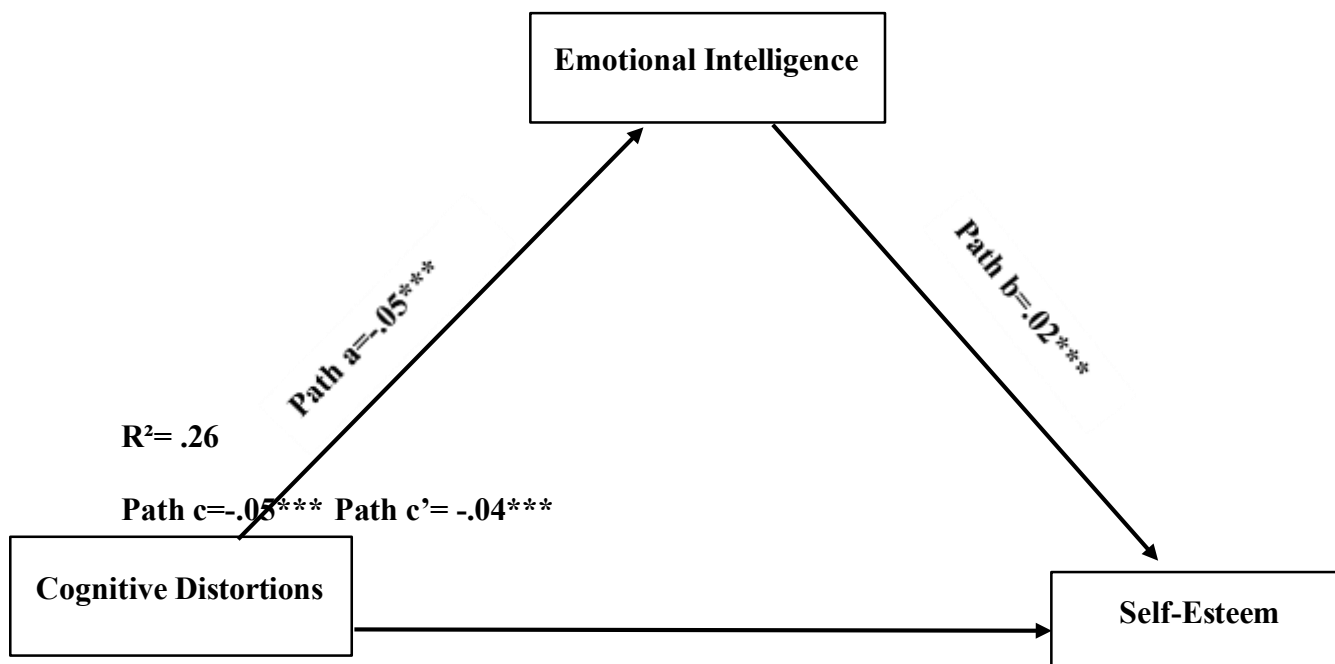 Emotional Intelligence
Path a=-.05***
Path b=.02***
R²= .26
Path c=-.05*** Path c’= -.04***
Cognitive Distortions
Self-Esteem